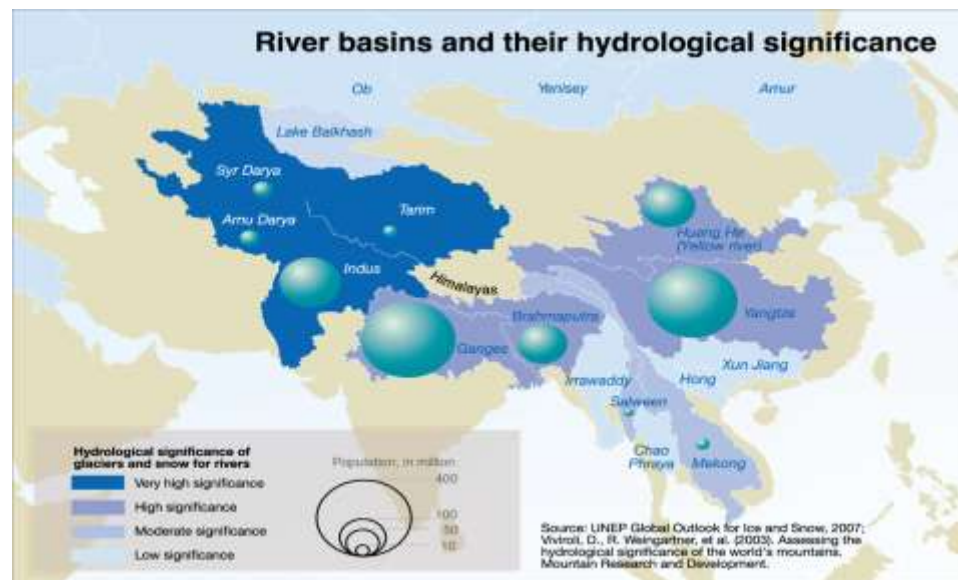 River basins and their hydrological significance
Ob
Yenisey
Amur
Lake Balkhash
Syr Darya
Amu Darya
Tarim
Huang He
(Yellow river)
Indus
Himalayas
Brahmaputra
Yangtze
Ganges
Xun Jiang
Irrawaddy
Hong
Salween
Chao
Phraya
Mekong
Hydrological significance of
glaciers and snow for rivers
Very high significance
High significance
Moderate significance
Low significance
Population, in million
400
100
50
10
Source: UNEP Global Outlook for Ice and Snow, 2007;
Viviroli, D., R. Weingartner, et al. (2003). Assessing the
hydrological significance of the world's mountains.
Mountain Research and Development.